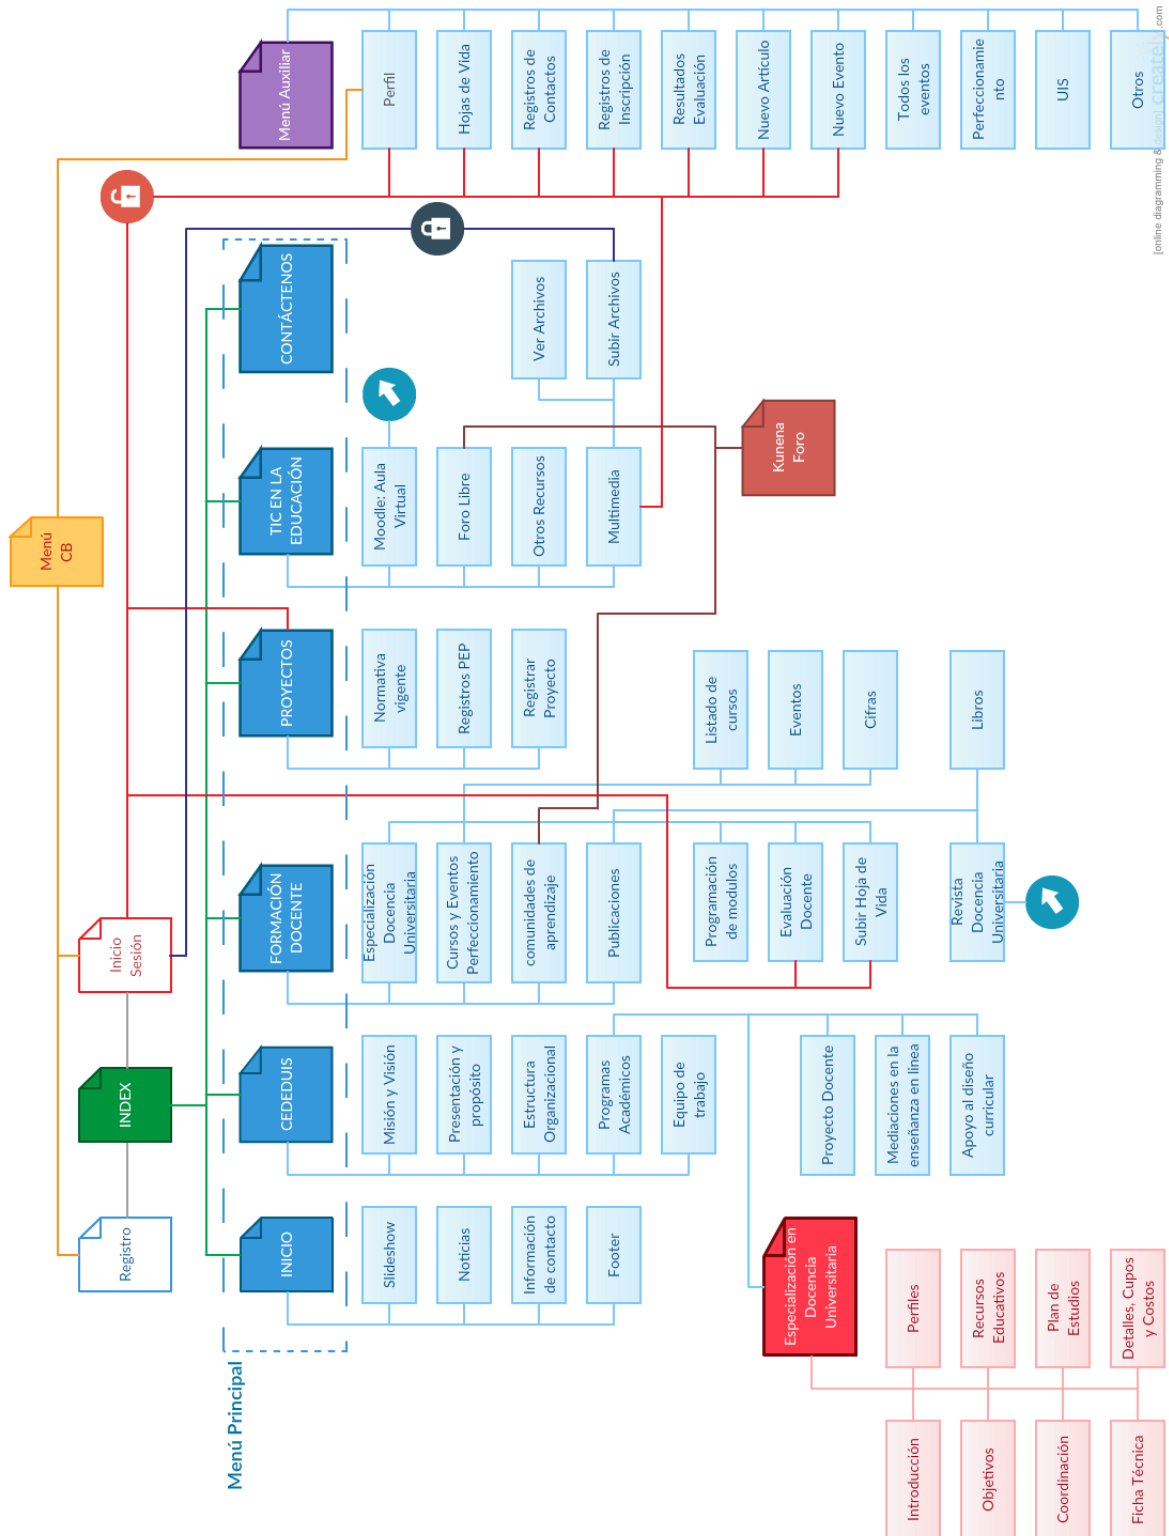 Menú
CB
Registro
INDEX
Inicio
Sesión
Menú Principal
INICIO
CEDEDUIS
FORMACIÓN
DOCENTE
PROYECTOS
TIC EN LA
EDUCACIÓN
CONTÁCTENOS
Menú Auxiliar
Slideshow
Noticias
Información
de contacto
Footer
Misión y Visión
Presentación y
propósito
Estructura
Organizacional
Programas
Académicos
Equipo de
trabajo
Proyecto Docente
Mediaciones en la
enseñanza en línea
Apoyo al diseño
curricular
Especialización
Docencia
Universitaria
Cursos y Eventos
Perfeccionamiento
comunidades de
aprendizaje
Publicaciones
Programación
de modulos
Evaluación
Docente
Subir Hoja de
Vida
Revista
Docencia
Universitaria
Listado de
cursos
Eventos
Cifras
Libros
Normativa
vigente
Registros PEP
Registrar
Proyecto
Moodle: Aula
Virtual
Foro Libre
Otros Recursos
Multimedia
Ver Archivos
Subir Archivos
Kunena
Foro
Perfil
Hojas de Vida
Registros de
Contactos
Registros de
Inscripción
Resultados
Evaluación
Nuevo Artículo
Nuevo Evento
Todos los
eventos
Perfeccionamie
nto
UIS
Otros
Especialización en
Docencia
Universitaria
Introducción
Perfiles
Objetivos
Recursos
Educativos
Coordinación
Plan de
Estudios
Ficha Técnica
Detalles, Cupos
y Costos
[online diagramming & design] creately.com